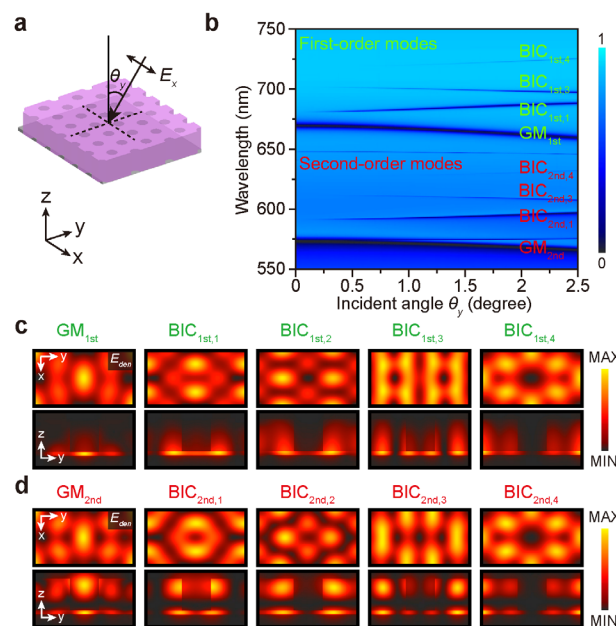 a
θy
Ex
z
y
x
b
Wavelength (nm)
750
700
650
600
550
First-order modes
BIC1st,4
BIC1st,3
BIC1st,1
GM1st
Second-order modes
BIC2nd,4
BIC2nd,3
BIC2nd,1
GM2nd
0 0.5 1 1.5 2 2.5
Incident angle θy (degree)
1
0
c
GM1st BIC1st,1 BIC1st,2 BIC1st,3 BIC1st,4
y
x
Eden
z
y
MAX
MIN
d
GM2nd BIC2nd,1 BIC2nd,2 BIC2nd,3 BIC2nd,4
y
x
Eden
z
y
MAX
MIN